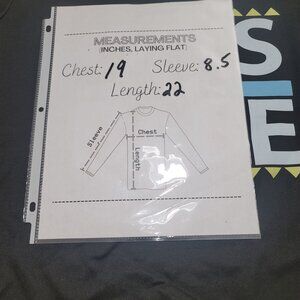 MEASUREMENTS
(INCHES, LAYING FLAT)
Chest: 19 Sleeve: 8.5
Length: 22
Sleeve
Chest
Length
S
E